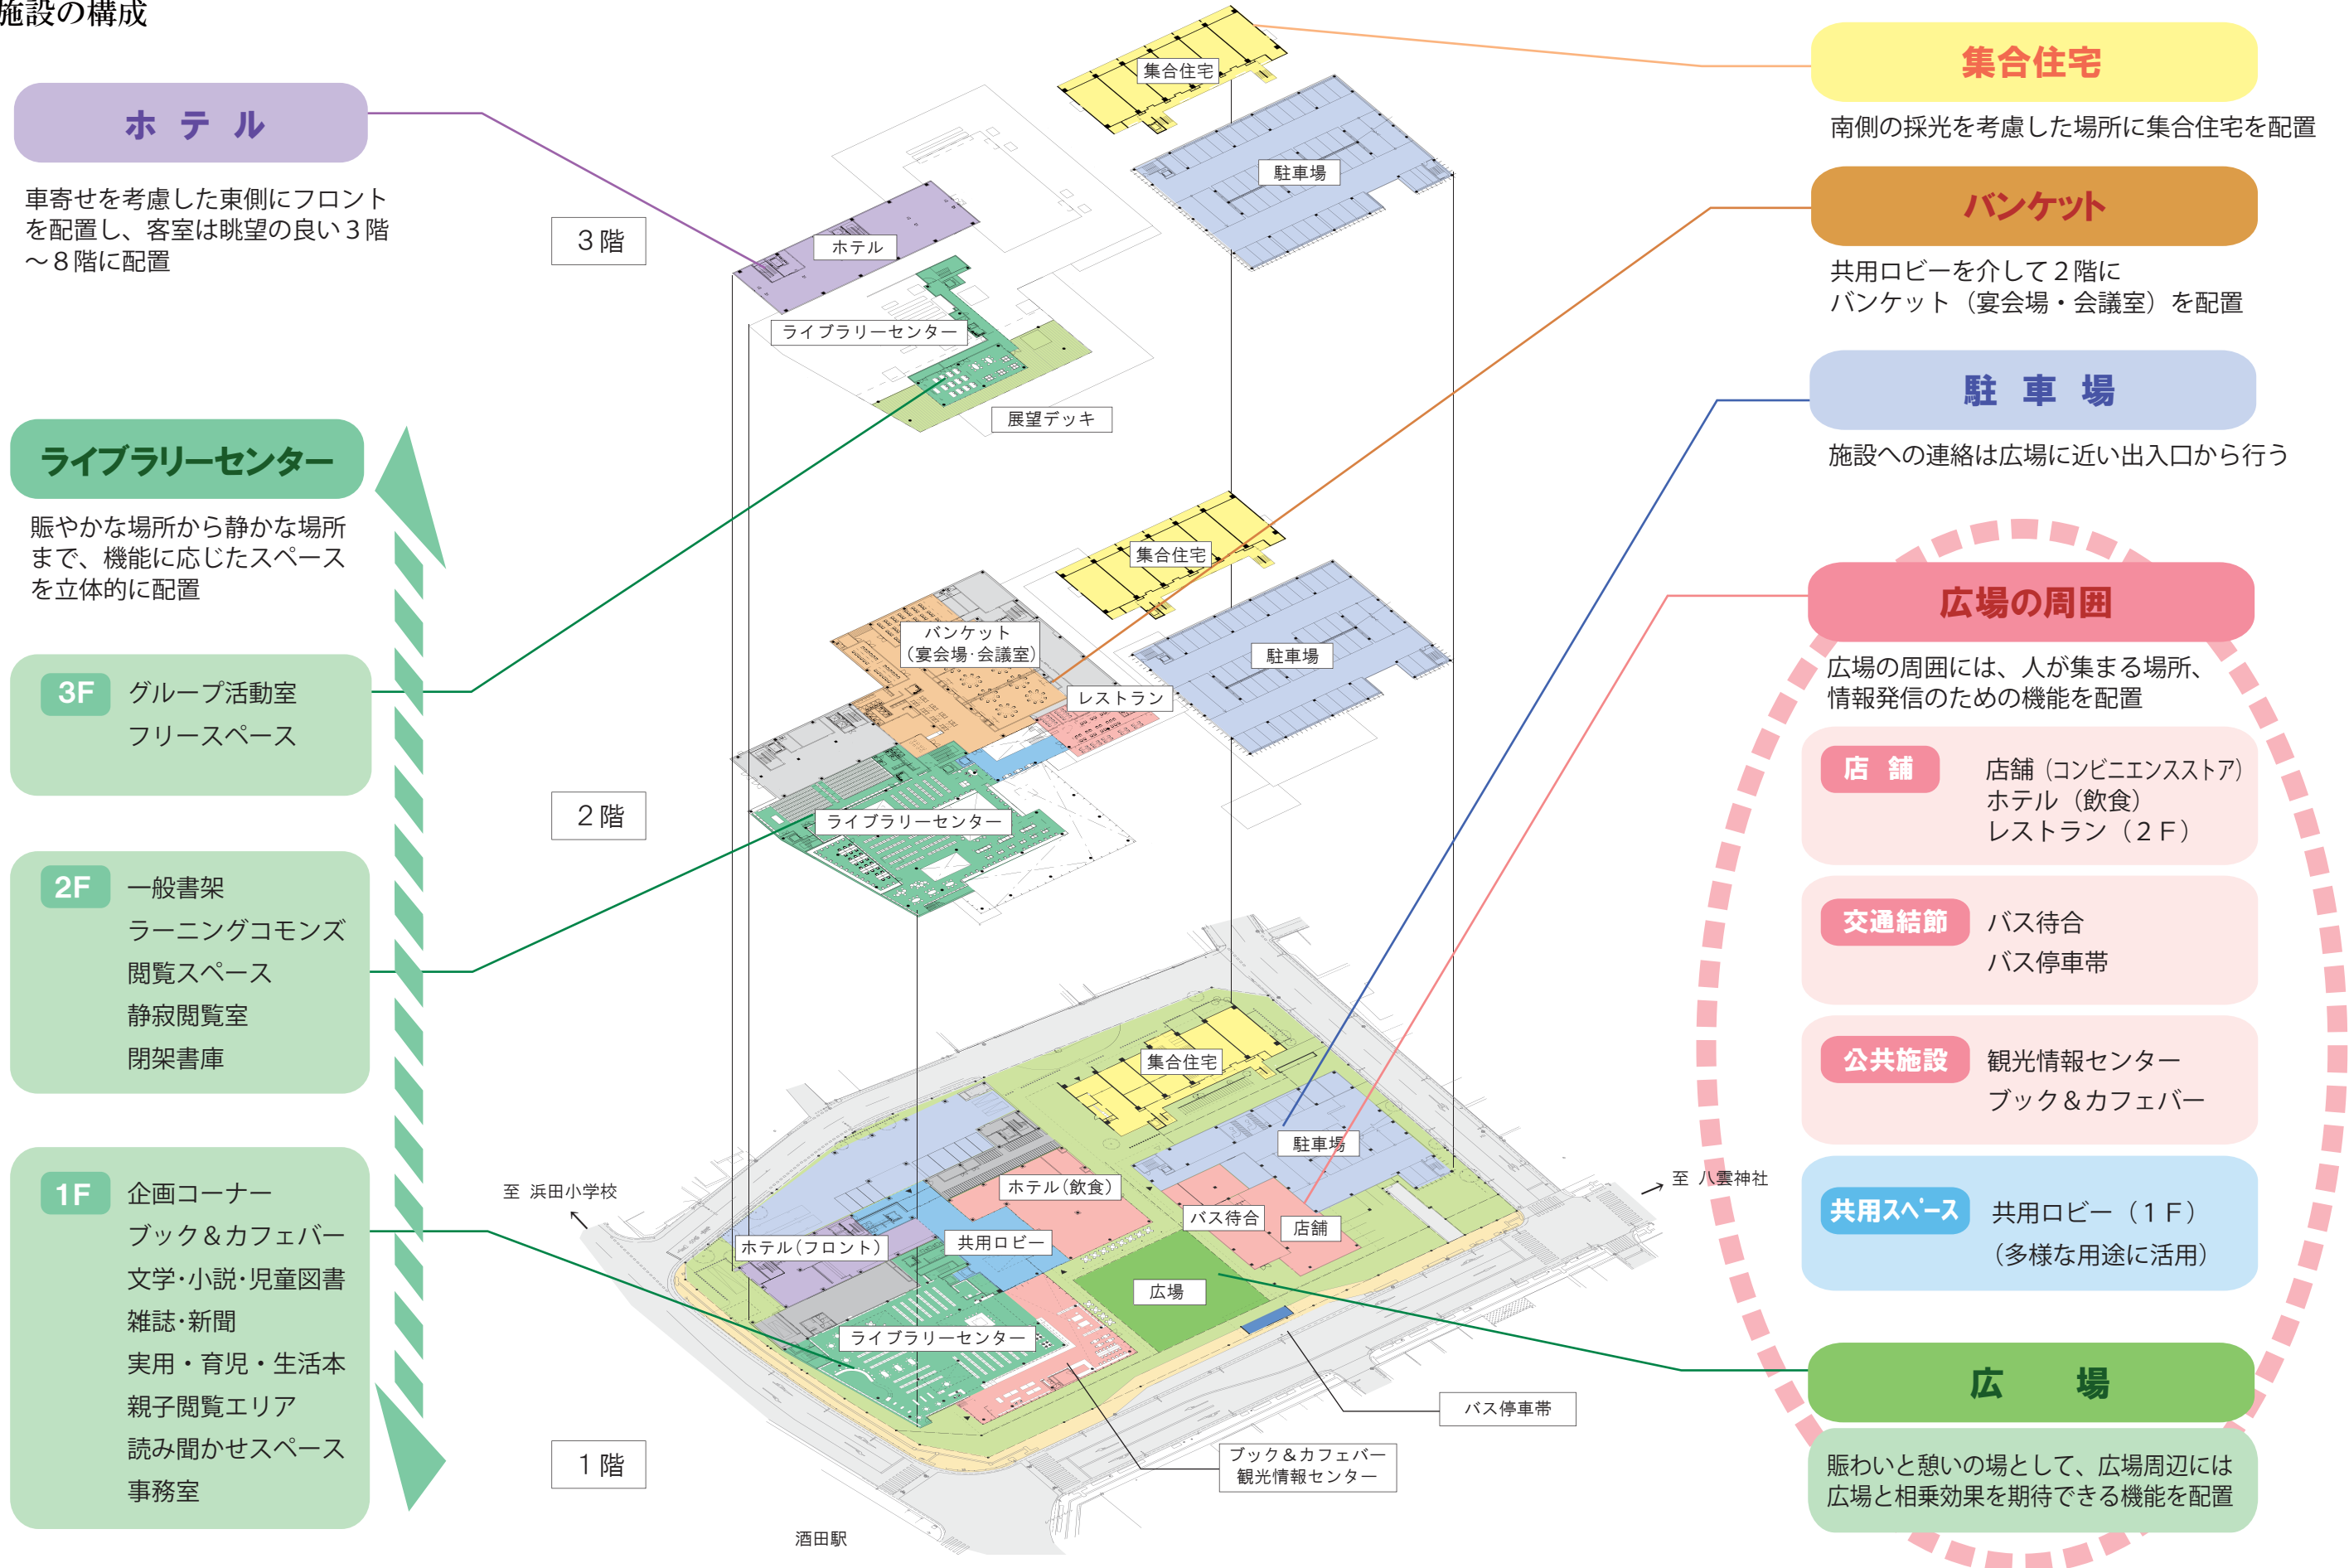 施設の構成
ホテル
車寄せを考慮した東側にフロント
を配置し、客室は眺望の良い３階
～８階に配置
ライブラリーセンター
賑やかな場所から静かな場所
まで、機能に応じたスペース
を立体的に配置
3F
グループ活動室
フリースペース
2F
一般書架
ラーニングコモンズ
閲覧スペース
静寂閲覧室
閉架書庫
1F
企画コーナー
ブック＆カフェバー
文学･小説･児童図書
雑誌･新聞
実用・育児・生活本
親子閲覧エリア
読み聞かせスペース
事務室
３階
集合住宅
駐車場
ホテル
ライブラリーセンター
展望デッキ
２階
集合住宅
バンケット
（宴会場･会議室）
駐車場
レストラン
ライブラリーセンター
１階
集合住宅
駐車場
至 浜田小学校
至 八雲神社
ホテル（飲食）
バス待合
店舗
ホテル（フロント）
共用ロビー
広場
ライブラリーセンター
バス停車帯
ブック＆カフェバー
観光情報センター
酒田駅
集合住宅
南側の採光を考慮した場所に集合住宅を配置
バンケット
共用ロビーを介して２階に
バンケット（宴会場・会議室）を配置
駐車場
施設への連絡は広場に近い出入口から行う
広場の周囲
広場の周囲には、人が集まる場所、
情報発信のための機能を配置
店舗
店舗（コンビニエンスストア）
ホテル（飲食）
レストラン（２Ｆ）
交通結節
バス待合
バス停車帯
公共施設
観光情報センター
ブック＆カフェバー
共用スペース
共用ロビー（１Ｆ）
（多様な用途に活用）
広場
賑わいと憩いの場として、広場周辺には
広場と相乗効果を期待できる機能を配置